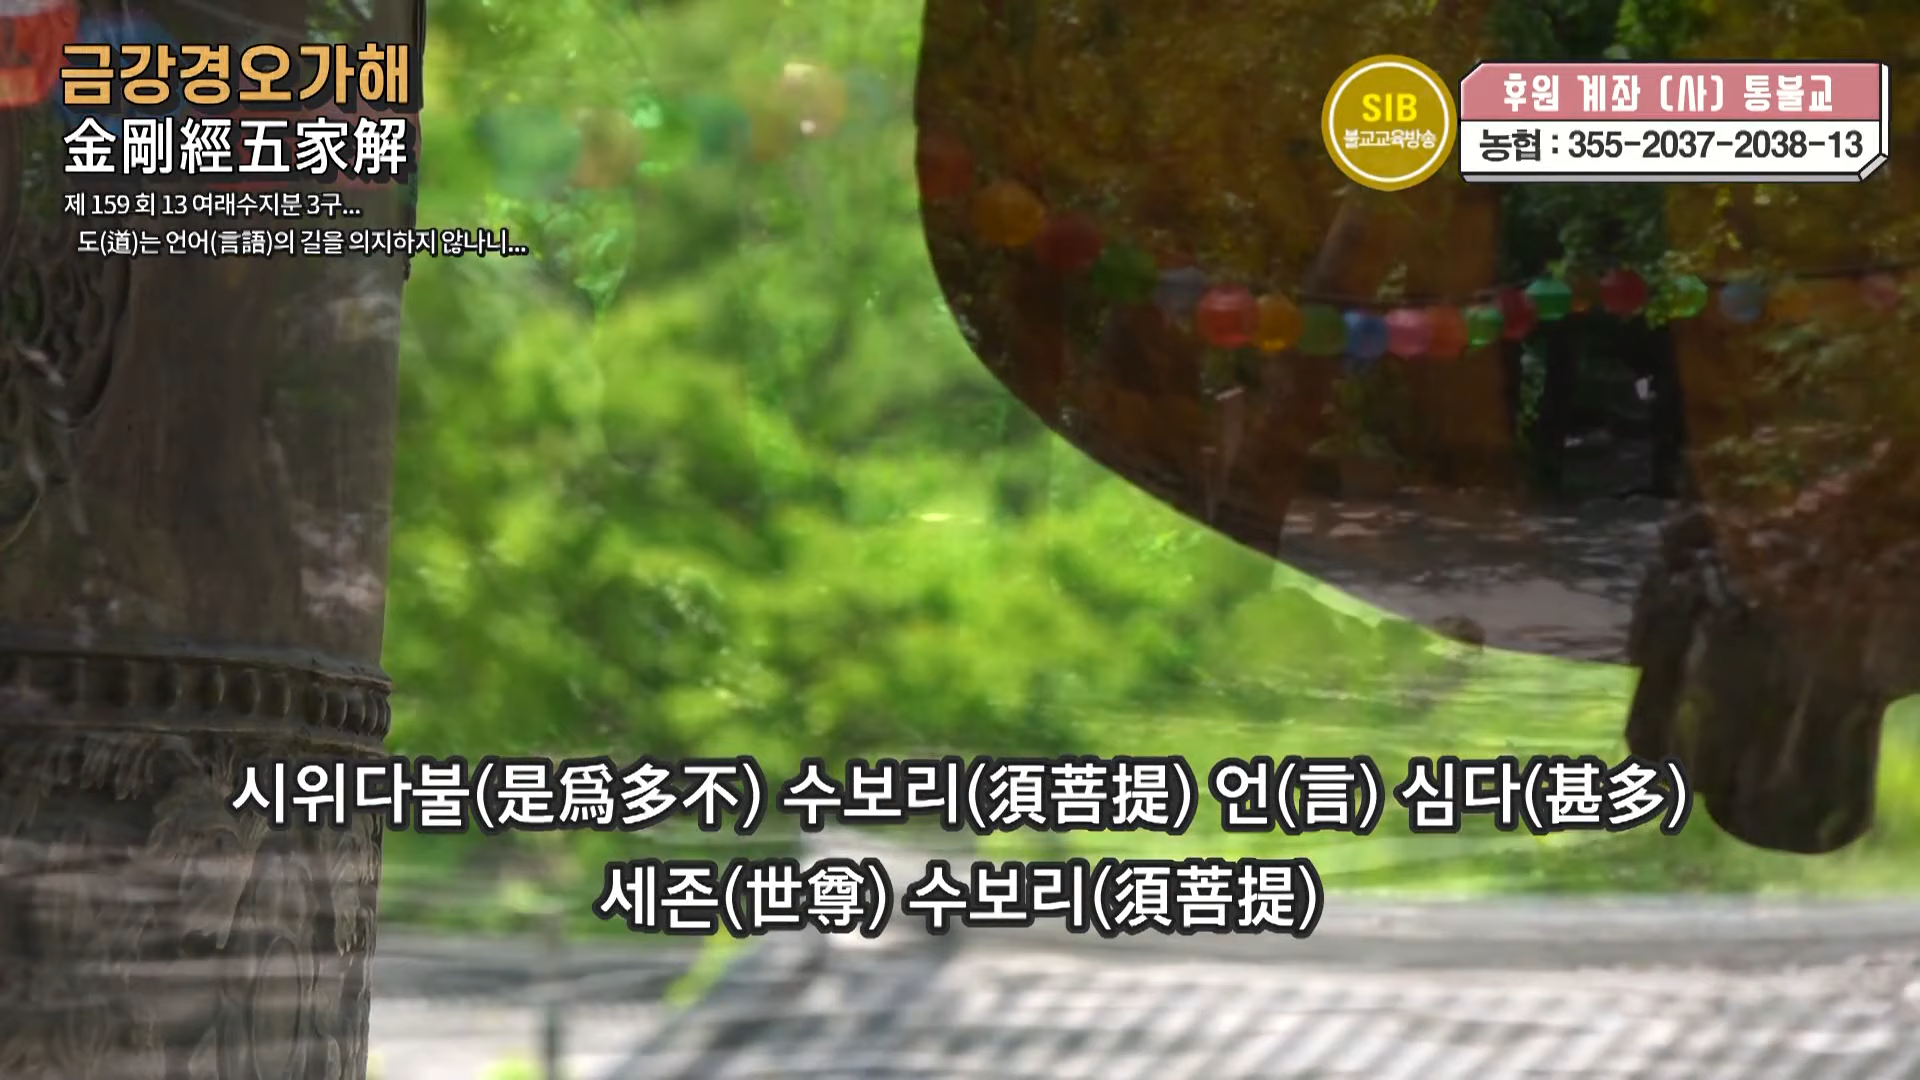 금강경오가해
金剛經五家解
제 159 회 13 여래수지분 3구...
도(道)는 언어(言語)의 길을 의지하지 않나니...
SIB
불교교육방송
후원 계좌 (사) 통불교
농협 : 355-2037-2038-13
시위다불(是爲多不) 수보리(須菩提) 언(言) 심다(甚多)
세존(世尊) 수보리(須菩提)